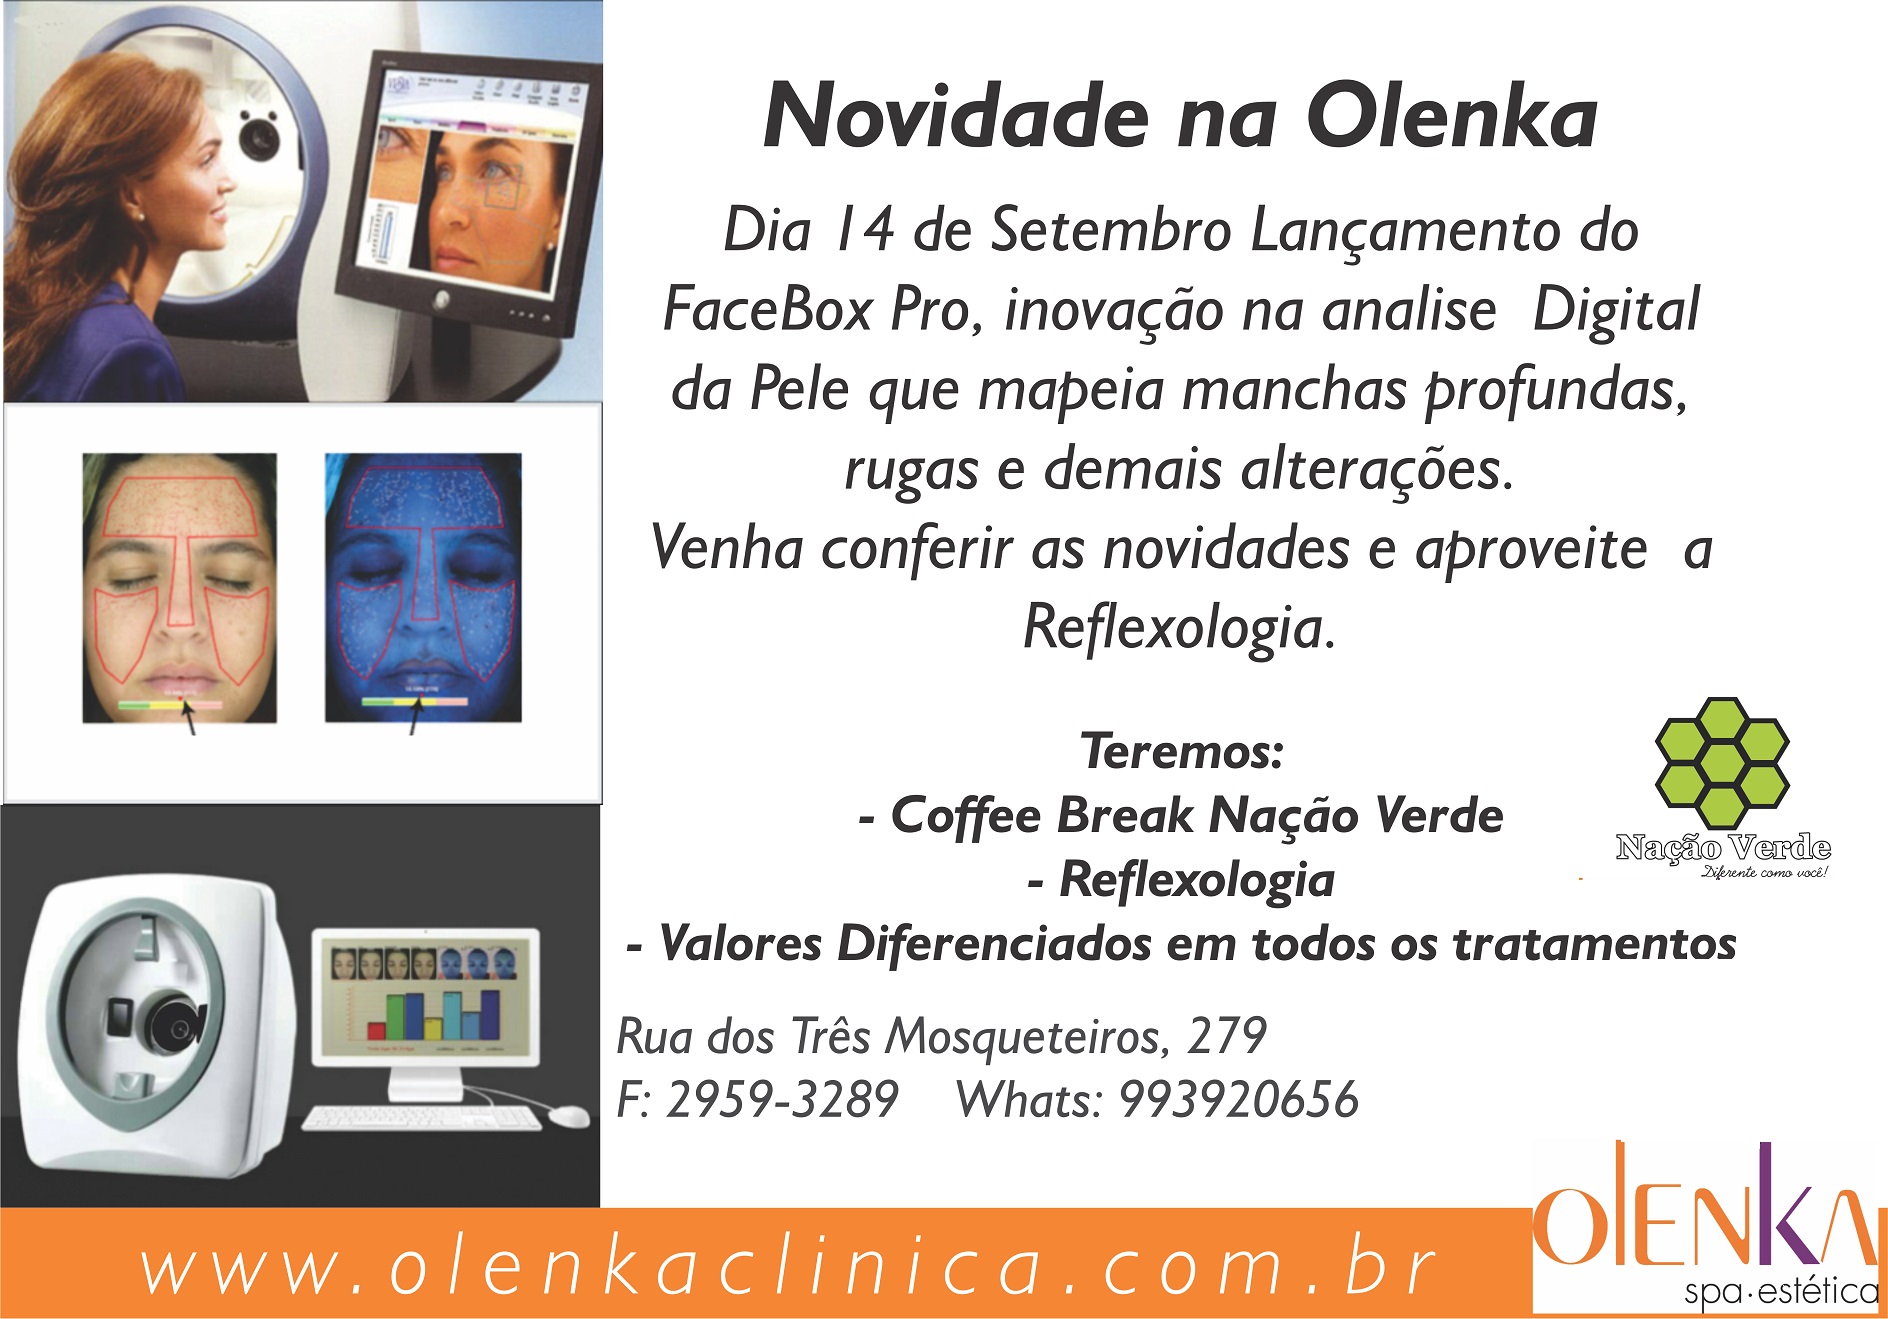 Novidade na Olenka
Dia 14 de Setembro Lançamento do
FaceBox Pro, inovação na analise  Digital
da Pele que mapeia manchas profundas,
rugas e demais alterações.
Venha conferir as novidades e aproveite  a
Reflexologia.
Teremos:
- Coffee Break Nação Verde
- Reflexologia
- Valores Diferenciados em todos os tratamentos
Nação Verde
Diferente como você!
Rua dos Três Mosqueteiros, 279
F: 2959-3289    Whats: 993920656
www.olenkaclinica.com.br
OlENKA
spa·estética